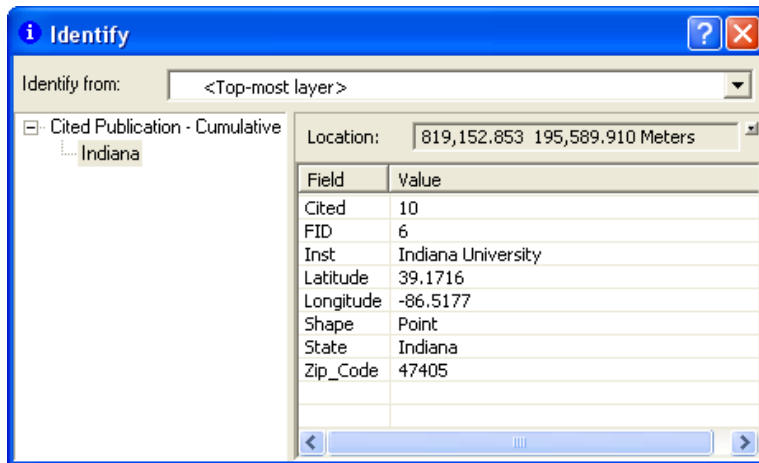 i Identify ?
Identify from: <Top-most layer>
Cited Publication - Cumulative
Indiana
Location: 819,152.853 195,589.910 Meters
Field Value
Cited 10
FID 6
Inst Indiana University
Latitude 39.1716
Longitude -86.5177
Shape Point
State Indiana
Zip_Code 47405